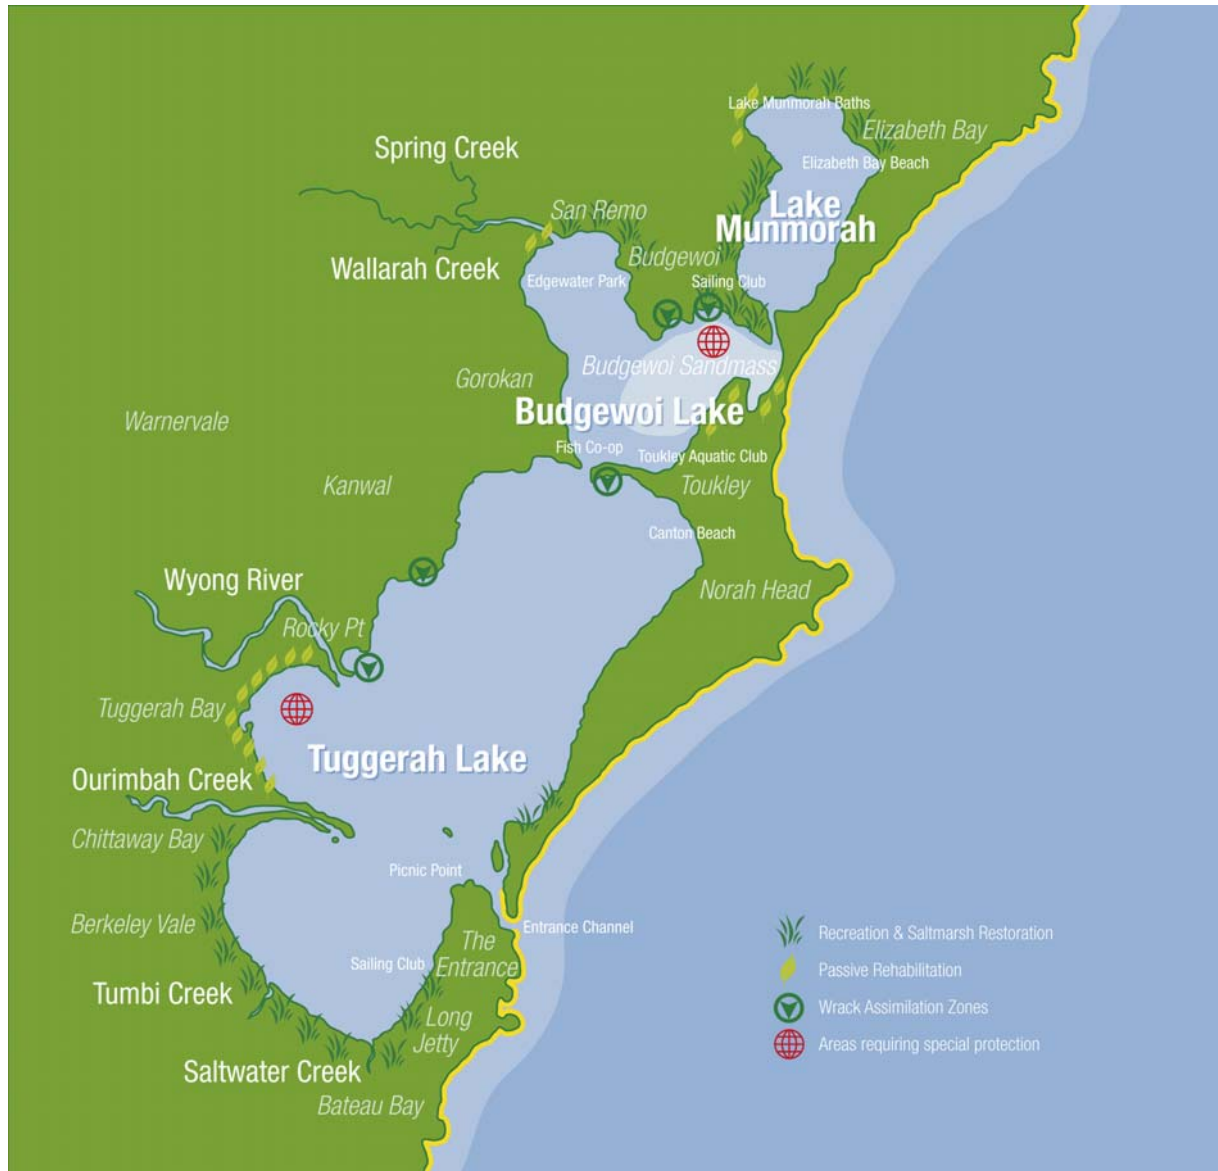 Lake Munmorah Baths
Elizabeth Bay
Spring Creek
Elizabeth Bay Beach
San Remo
Lake
Munmorah
Budgewoi
Wallarah Creek
Edgewater Park
Sailing Club
Budgewoi Sandmass
Gorokan
Budgewoi Lake
Warnervale
Fish Co-op
Toukley Aquatic Club
Kanwal
Toukley
Canton Beach
Wyong River
Norah Head
Rocky Pt
Tuggerah Bay
Tuggerah Lake
Ourimbah Creek
Chittaway Bay
Picnic Point
Berkeley Vale
Entrance Channel
The
Entrance
Sailing Club
Tumbi Creek
Long
Jetty
Saltwater Creek
Bateau Bay
Recreation & Saltmarsh Restoration
Passive Rehabilitation
Wrack Assimilation Zones
Areas requiring special protection